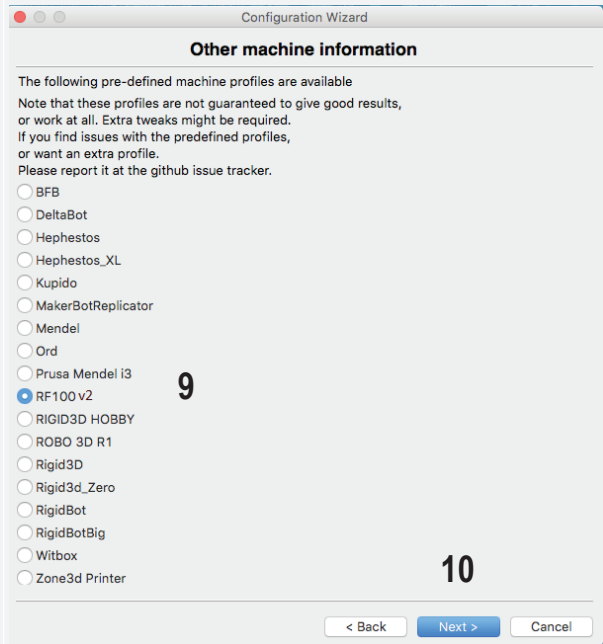 Configuration Wizard
Other machine information
The following pre-defined machine profiles are available
Note that these profiles are not guaranteed to give good results,
or work at all. Extra tweaks might be required.
If you find issues with the predefined profiles,
or want an extra profile.
Please report it at the github issue tracker.
BFB
DeltaBot
Hephestos
Hephestos_XL
Kupido
MakerBotReplicator
Mendel
Ord
Prusa Mendel i3
9
RF100 v2
RIGID3D HOBBY
ROBO 3D R1
Rigid3D
Rigid3d_Zero
RigidBot
RigidBotBig
Witbox
10
Zone3d Printer
< Back Next > Cancel